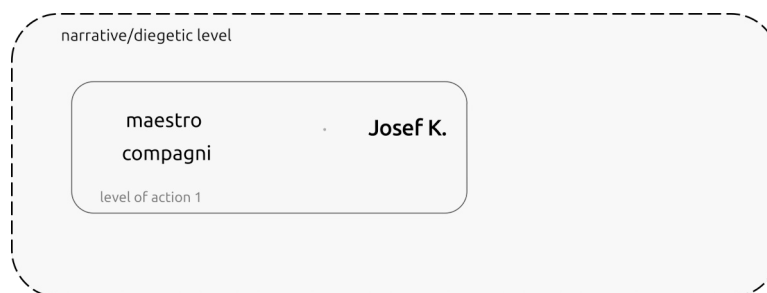 narrative/diegetic level
maestro
Josef K.
compagni
level of action 1